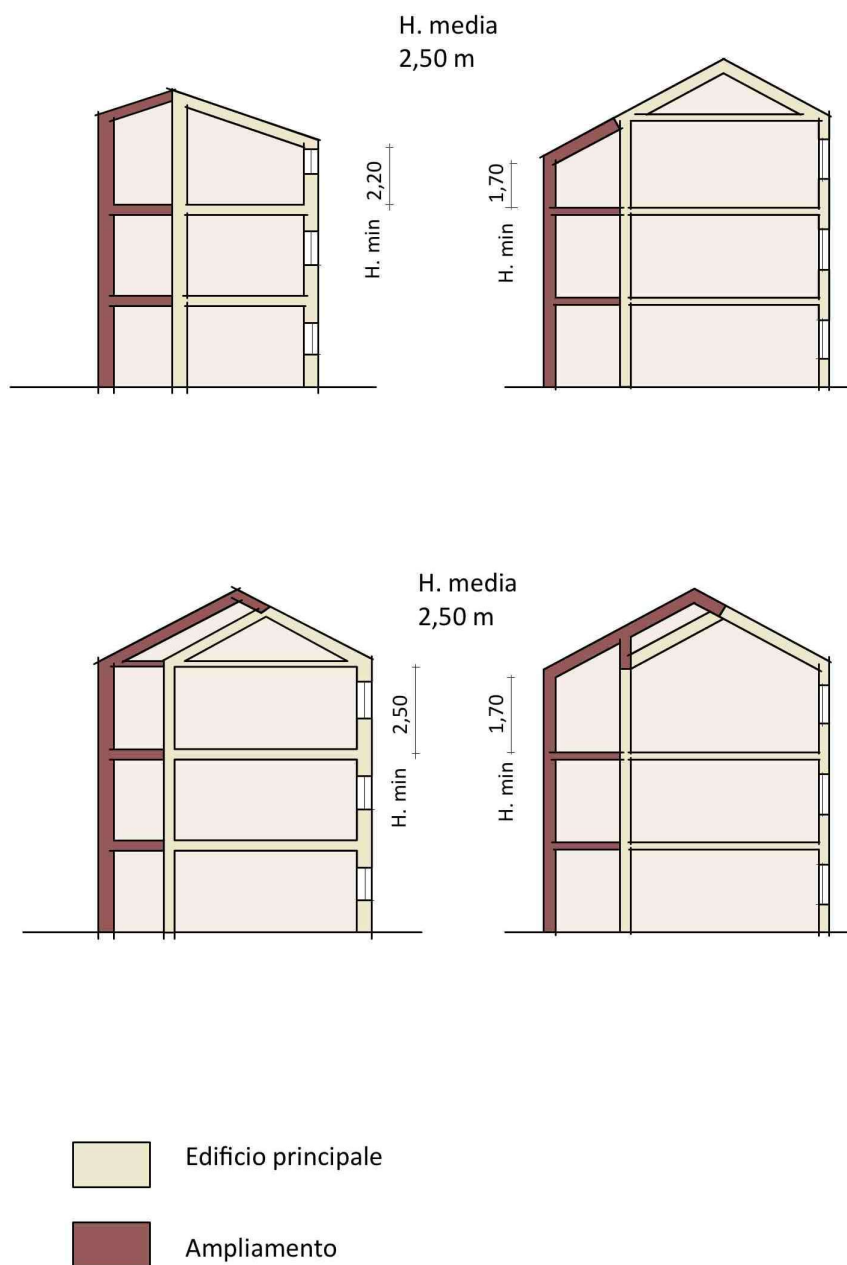 H. media
2,50 m
H. min 2,20
H. min 1,70
H. media
2,50 m
H. min 2,50
H. min 1,70
Edificio principale
Ampliamento